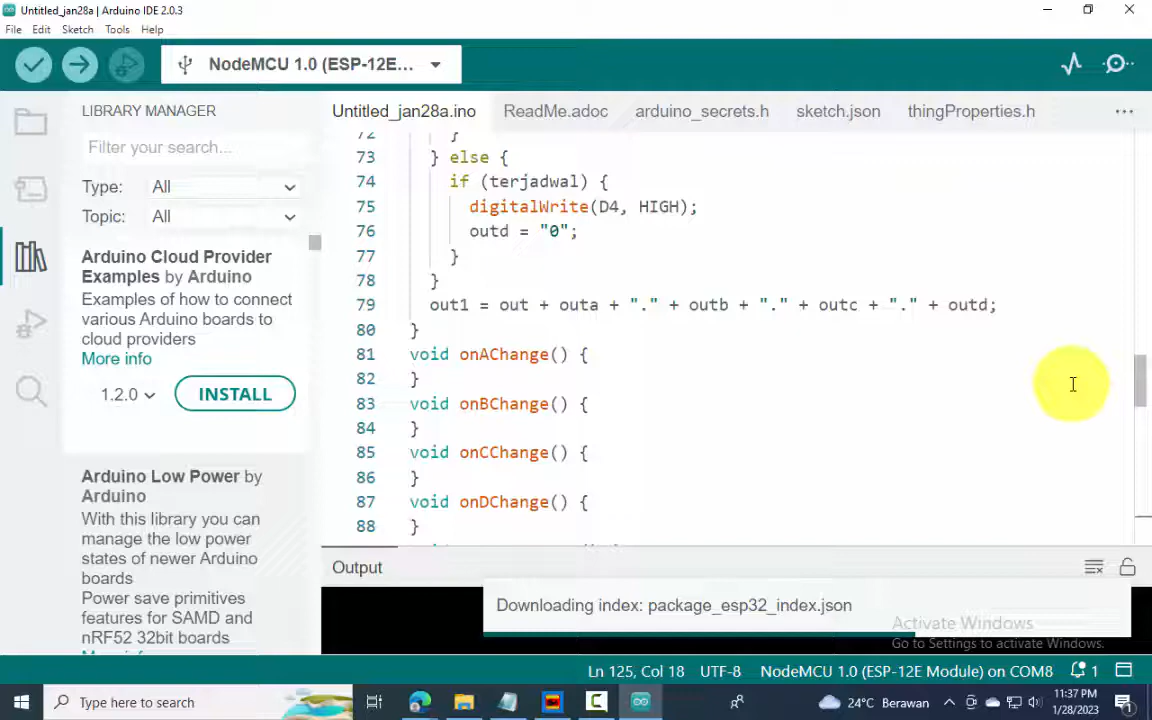 Untitled_jan28a | Arduino IDE 2.0.3
File Edit Sketch Tools Help
NodeMCU 1.0 (ESP-12E...
LIBRARY MANAGER
Filter your search...
Type: All
Topic: All
Arduino Cloud Provider
Examples by Arduino
Examples of how to connect
various Arduino boards to
cloud providers
More info
1.2.0 INSTALL
Arduino Low Power by
Arduino
With this library you can
manage the low power
states of newer Arduino
boards
Power save primitives
features for SAMD and
nRF52 32bit boards
Untitled_jan28a.ino ReadMe.adoc arduino_secrets.h sketch.json thingProperties.h ...
72 }
73 } else {
74 if (terjadwal) {
75 digitalWrite(D4, HIGH);
76 outd = "0";
77 }
78 }
79 out1 = out + outa + "." + outb + "." + outc + "." + outd;
80 }
81 void onAChange() {
82 }
83 void onBChange() {
84 }
85 void onCChange() {
86 }
87 void onDChange() {
88 }
Output
Downloading index: package_esp32_index.json
Activate Windows
Go to Settings to activate Windows.
Ln 125, Col 18 UTF-8 NodeMCU 1.0 (ESP-12E Module) on COM8 1
Type here to search
24°C Berawan
11:37 PM
1/28/2023
1